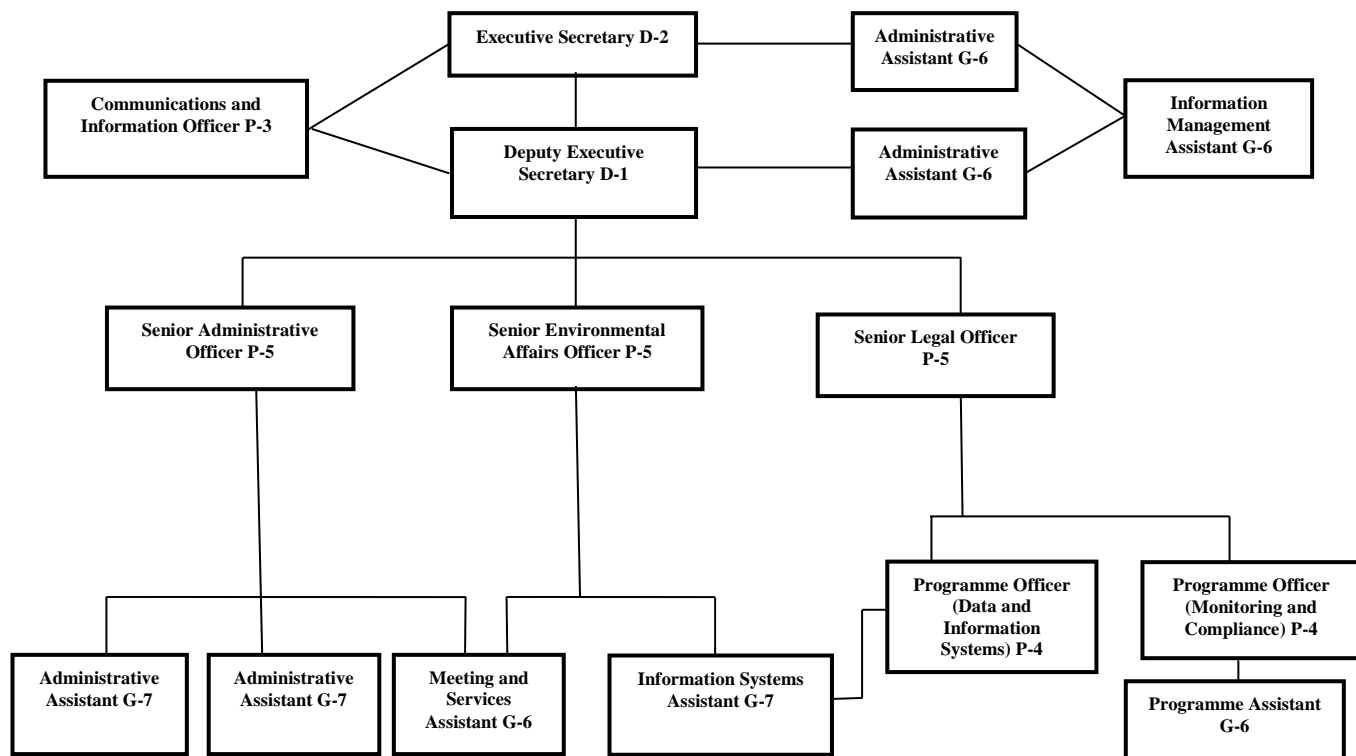 Executive Secretary D-2
Administrative
Assistant G-6
Communications and
Information Officer P-3
Information
Management
Assistant G-6
Deputy Executive
Secretary D-1
Administrative
Assistant G-6
Senior Administrative
Officer P-5
Senior Environmental
Affairs Officer P-5
Senior Legal Officer
P-5
Programme Officer
(Data and
Information
Systems) P-4
Programme Officer
(Monitoring and
Compliance) P-4
Administrative
Assistant G-7
Administrative
Assistant G-7
Meeting and
Services
Assistant G-6
Information Systems
Assistant G-7
Programme Assistant
G-6